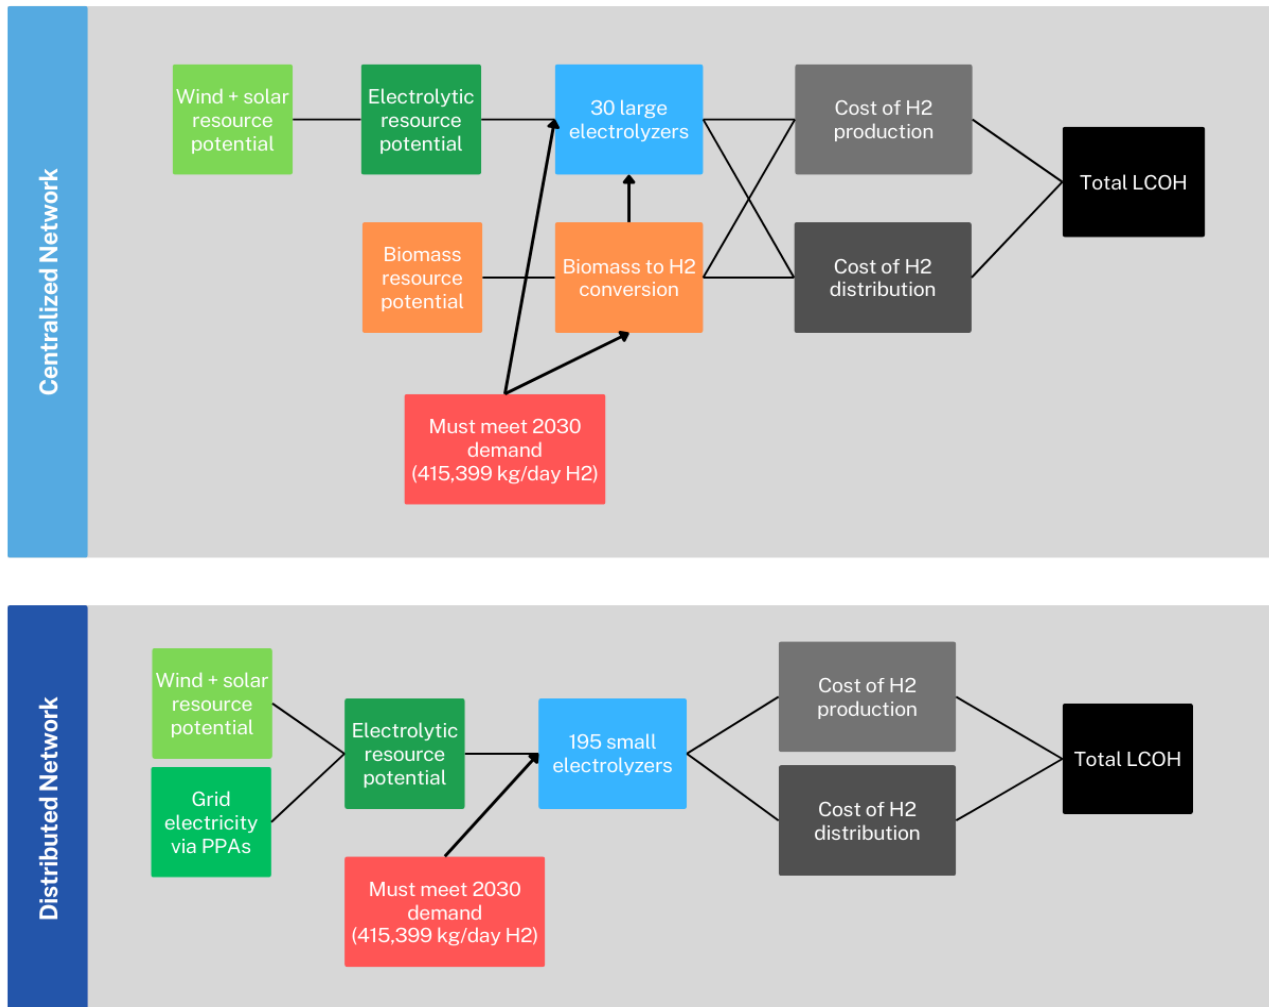 Centralized Network
Wind + solar
resource
potential
Electrolytic
resource
potential
30 large
electrolyzers
Cost of H2
production
Total LCOH
Biomass
resource
potential
Biomass to H2
conversion
Cost of H2
distribution
Must meet 2030
demand
(415,399 kg/day H2)
Distributed Network
Wind + solar
resource
potential
Grid
electricity
via PPAs
Electrolytic
resource
potential
195 small
electrolyzers
Cost of H2
production
Cost of H2
distribution
Total LCOH
Must meet 2030
demand
(415,399 kg/day H2)